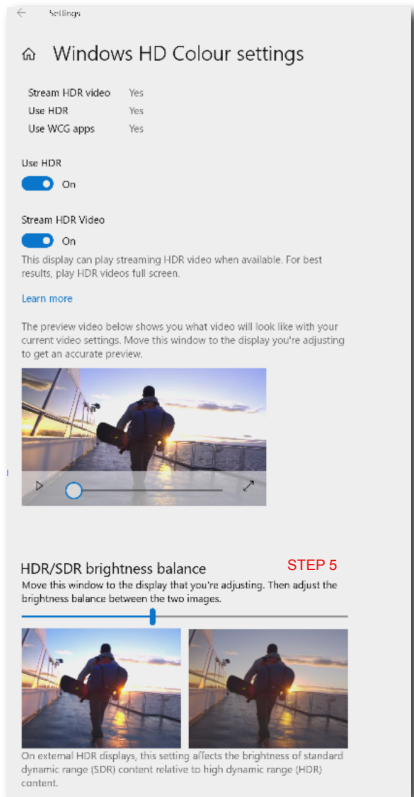 Settings
Windows HD Colour settings
Stream HDR video Yes
Use HDR Yes
Use WCG apps Yes
Use HDR
On
Stream HDR Video
On
This display can play streaming HDR video when available. For best
results, play HDR videos full screen.
Learn more
The preview video below shows you what video will look like with your
current video settings. Move this window to the display you're adjusting
to get an accurate preview.
HDR/SDR brightness balance STEP 5
Move this window to the display that you're adjusting. Then adjust the
brightness balance between the two images.
On external HDR displays, this setting affects the brightness of standard
dynamic range (SDR) content relative to high dynamic range (HDR)
content.